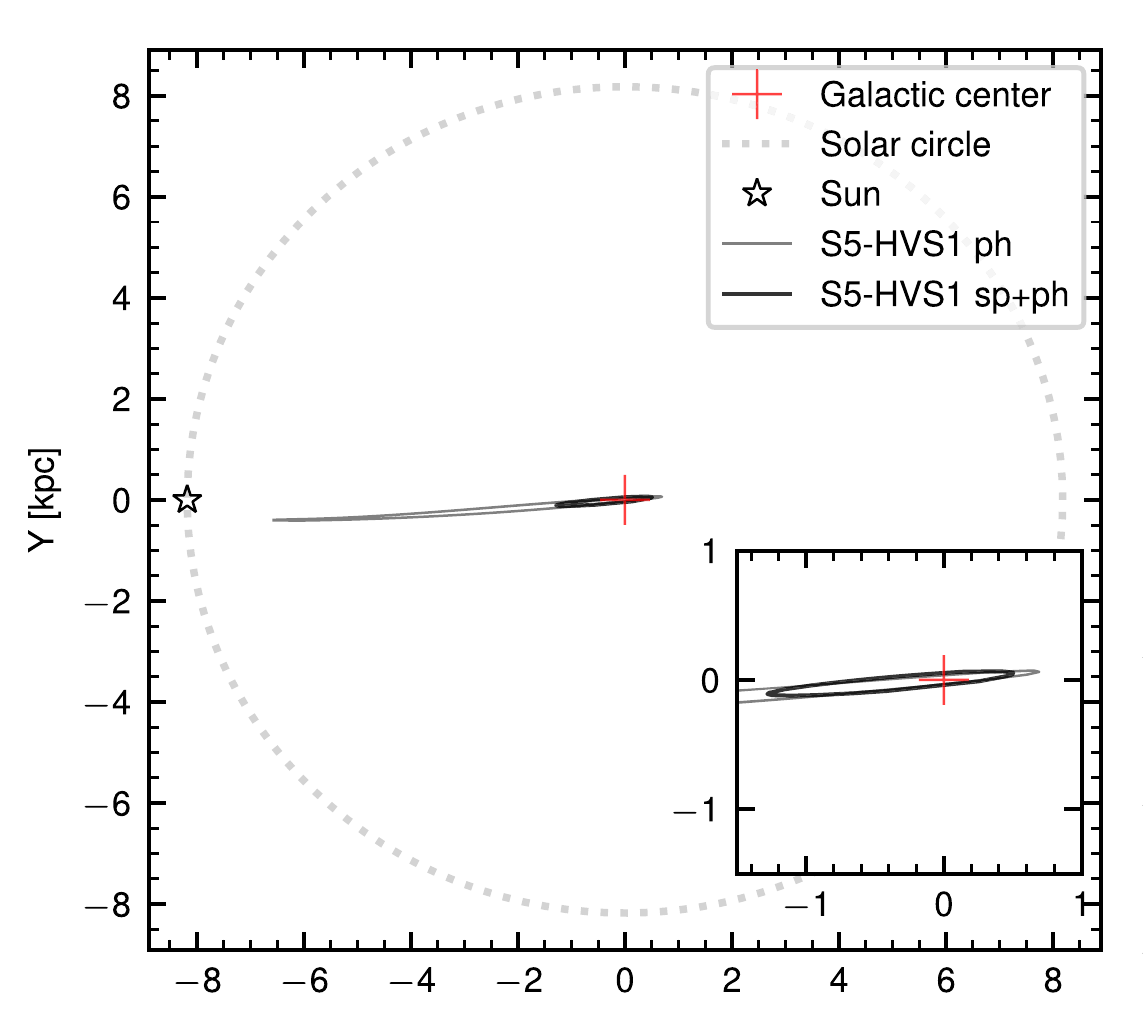 8
6
4
2
0
−2
−4
−6
−8
Y [kpc]
−8 −6 −4 −2 0 2 4 6 8
Galactic center
Solar circle
Sun
S5-HVS1 ph
S5-HVS1 sp+ph
1
0
−1
−1 0 1